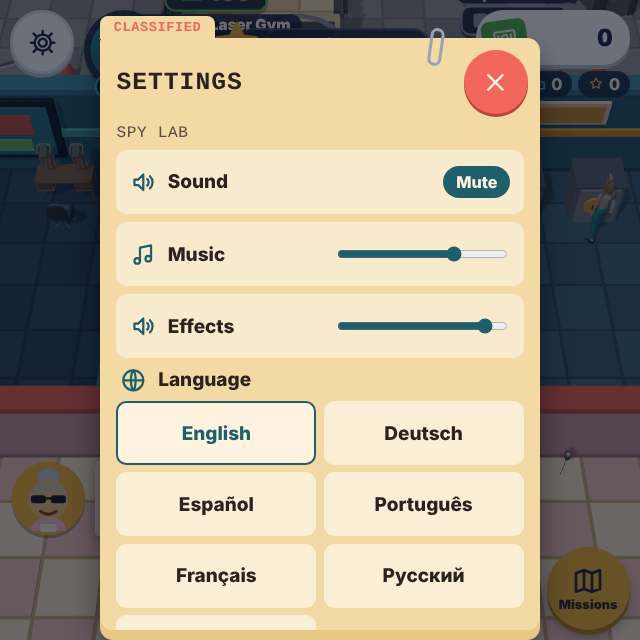 CLASSIFIED
Laser Gym
0
SETTINGS
0
0
SPY LAB
Sound
Mute
Music
Effects
Language
English
Deutsch
Español
Português
Français
Русский
Missions